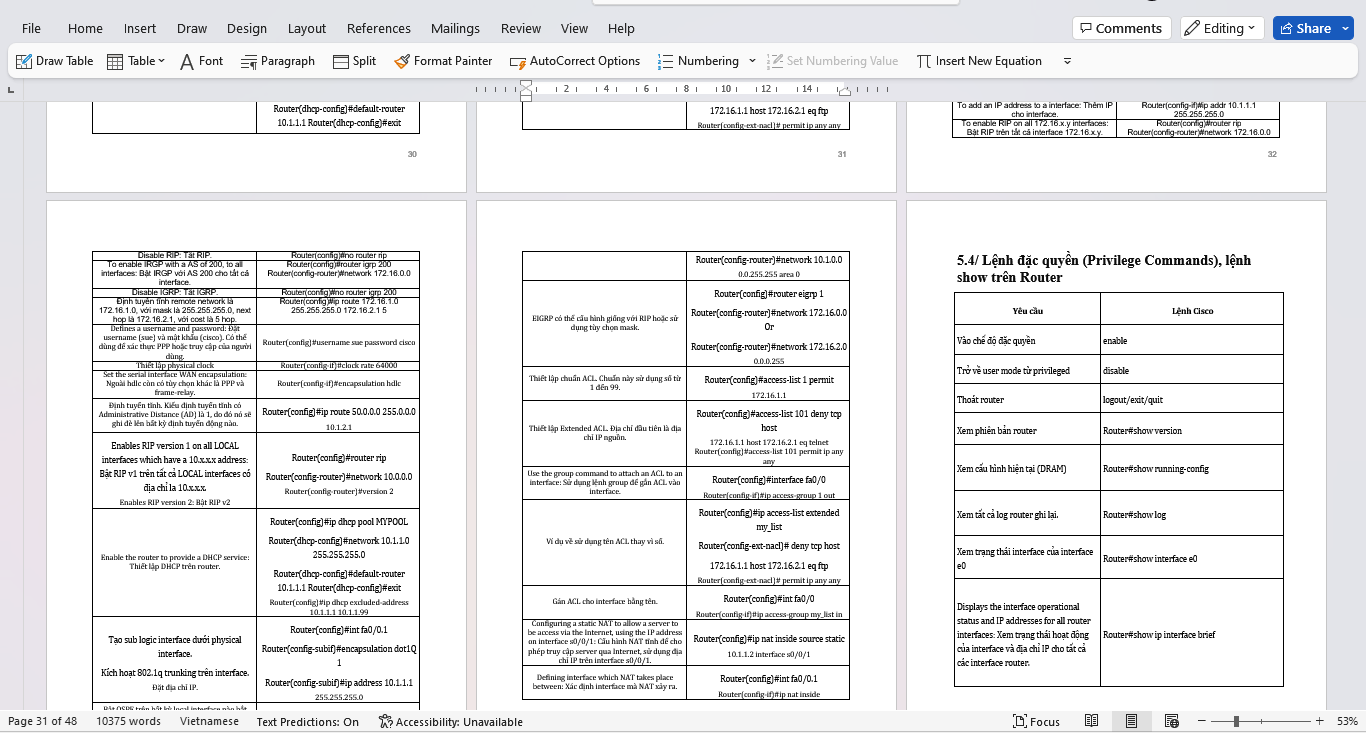 File Home Insert Draw Design Layout References Mailings Review View Help
Comments Editing Share
Draw Table Table Font Paragraph Split Format Painter AutoCorrect Options Numbering Set Numbering Value Insert New Equation
2 4 6 8 10 12 14
Router(dhcp-config)#default-router
10.1.1.1 Router(dhcp-config)#exit
30
172.16.1.1 host 172.16.2.1 eq ftp
Router(config-ext-nacl)# permit ip any any
31
To add an IP address to a interface: Thêm IP
cho interface.
Router(config-if)#ip addr 10.1.1.1
255.255.255.0
To enable RIP on all 172.16.x.y interfaces:
Bật RIP trên tất cả interface 172.16.x.y.
Router(config)#router rip
Router(config-router)#network 172.16.0.0
32
Disable RIP: Tắt RIP.
Router(config)#no router rip
To enable IRGP with a AS of 200, to all
interfaces: Bật IRGP với AS 200 cho tất cả
interface.
Router(config)#router igrp 200
Router(config-router)#network 172.16.0.0
Disable IGRP: Tắt IGRP.
Router(config)#no router igrp 200
Định tuyến tĩnh remote network là
172.16.1.0, với mask là 255.255.255.0, next
hop là 172.16.2.1, với cost là 5 hop.
Router(config)#ip route 172.16.1.0
255.255.255.0 172.16.2.1 5
Defines a username and password: Đặt
username (sue) và mật khẩu (cisco). Có thể
dùng để xác thực PPP hoặc truy cập của người
dùng.
Router(config)#username sue password cisco
Thiết lập physical clock
Router(config-if)#clock rate 64000
Set the serial interface WAN encapsulation:
Ngoài hdlc còn có tùy chọn khác là PPP và
frame-relay.
Router(config-if)#encapsulation hdlc
Định tuyến tĩnh. Kiểu định tuyến tĩnh có
Administrative Distance (AD) là 1, do đó nó sẽ
ghi đè lên bất kỳ định tuyến động nào.
Router(config)#ip route 50.0.0.0 255.0.0.0
10.1.2.1
Enables RIP version 1 on all LOCAL
interfaces which have a 10.x.x.x address:
Bật RIP v1 trên tất cả LOCAL interfaces có
địa chỉ la 10.x.x.x.
Enables RIP version 2: Bật RIP v2
Router(config)#router rip
Router(config-router)#network 10.0.0.0
Router(config-router)#version 2
Enable the router to provide a DHCP service:
Thiết lập DHCP trên router.
Router(config)#ip dhcp pool MYPOOL
Router(dhcp-config)#network 10.1.1.0
255.255.255.0
Router(dhcp-config)#default-router
10.1.1.1 Router(dhcp-config)#exit
Router(config)#ip dhcp excluded-address
10.1.1.1 10.1.1.99
Tạo sub logic interface dưới physical
interface.
Kích hoạt 802.1q trunking trên interface.
Đặt địa chỉ IP.
Router(config)#int fa0/0.1
Router(config-subif)#encapsulation dot1Q
1
Router(config-subif)#ip address 10.1.1.1
255.255.255.0
Bật OSPF trên bất kỳ local interface nào bắt
Router(config-router)#network 10.1.0.0
0.0.255.255 area 0
EIGRP có thể cấu hình giống với RIP hoặc sử
dụng tùy chọn mask.
Router(config)#router eigrp 1
Router(config-router)#network 172.16.0.0
Or
Router(config-router)#network 172.16.2.0
0.0.0.255
Thiết lập chuẩn ACL. Chuẩn này sử dụng số từ
1 đến 99.
Router(config)#access-list 1 permit
172.16.1.1
Thiết lập Extended ACL. Địa chỉ đầu tiên là địa
chỉ IP nguồn.
Router(config)#access-list 101 deny tcp
host
172.16.1.1 host 172.16.2.1 eq telnet
Router(config)#access-list 101 permit ip any
any
Use the group command to attach an ACL to an
interface: Sử dụng lệnh group để gắn ACL vào
interface.
Router(config)#interface fa0/0
Router(config-if)#ip access-group 1 out
Ví dụ về sử dụng tên ACL thay vì số.
Router(config)#ip access-list extended
my_list
Router(config-ext-nacl)# deny tcp host
172.16.1.1 host 172.16.2.1 eq ftp
Router(config-ext-nacl)# permit ip any any
Gán ACL cho interface bằng tên.
Router(config)#int fa0/0
Router(config-if)#ip access-group my_list in
Configuring a static NAT to allow a server to
be access via the Internet, using the IP address
on interface s0/0/1: Cấu hình NAT tĩnh để cho
phép truy cập server qua Internet, sử dụng địa
chỉ IP trên interface s0/0/1.
Router(config)#ip nat inside source static
10.1.1.2 interface s0/0/1
Defining interface which NAT takes place
between: Xác định interface mà NAT xảy ra.
Router(config)#int fa0/0.1
Router(config-if)#ip nat inside
5.4/ Lệnh đặc quyền (Privilege Commands), lệnh
show trên Router
Yêu cầu Lệnh Cisco
Vào chế độ đặc quyền enable
Trở về user mode từ privileged disable
Thoát router logout/exit/quit
Xem phiên bản router Router#show version
Xem cấu hình hiện tại (DRAM) Router#show running-config
Xem tất cả log router ghi lại. Router#show log
Xem trạng thái interface của interface
e0
Router#show interface e0
Displays the interface operational
status and IP addresses for all router
interfaces: Xem trạng thái hoạt động
của interface và địa chỉ IP cho tất cả
các interface router.
Router#show ip interface brief
Page 31 of 48 10375 words Vietnamese Text Predictions: On Accessibility: Unavailable Focus 53%